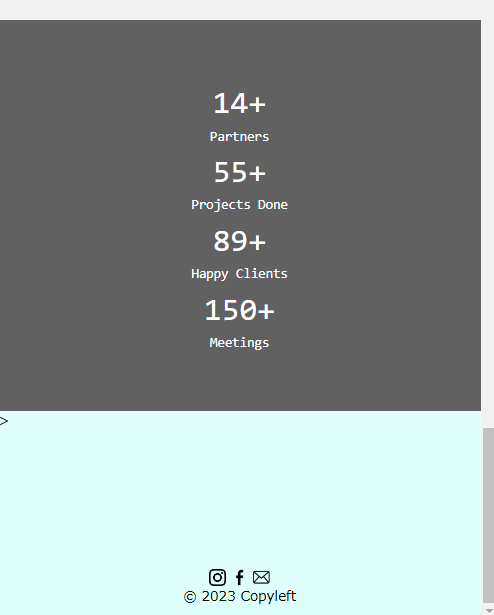 14+
Partners
55+
Projects Done
89+
Happy Clients
150+
Meetings
>
© 2023 Copyleft